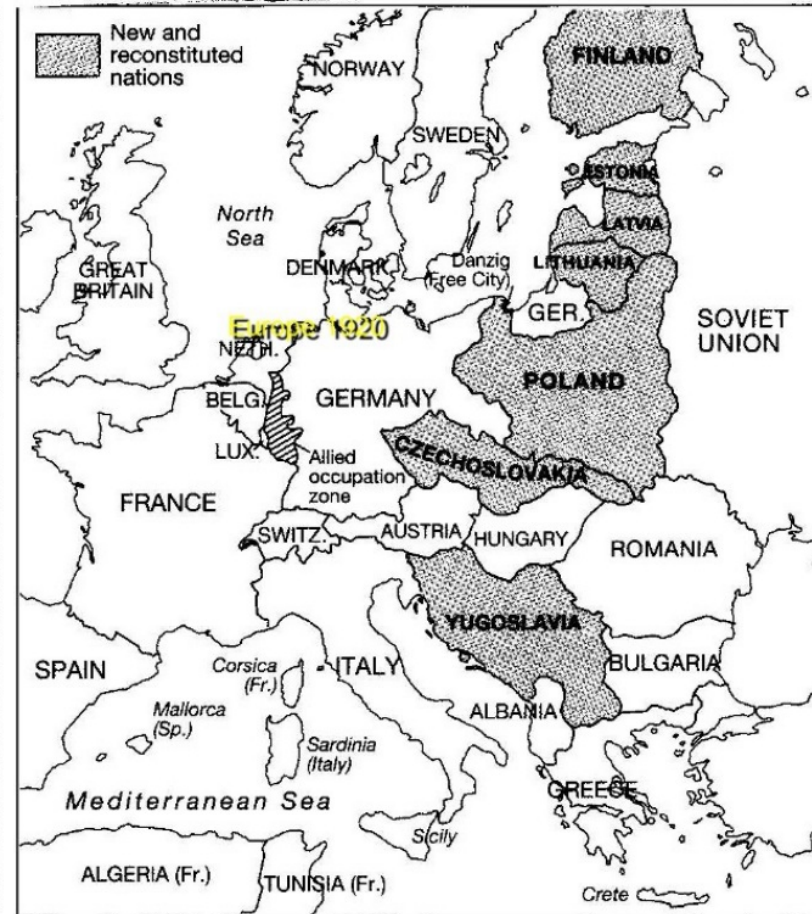 New and
reconstituted
nations
FINLAND
NORWAY
SWEDEN
ESTONIA
North
Sea
LATVIA
DENMARK
Danzig
(Free City)
LITHUANIA
GREAT
BRITAIN
GER.
SOVIET
UNION
Europe 1920
NETH.
POLAND
BELG.
GERMANY
LUX.
Allied
occupation
zone
CZECHOSLOVAKIA
FRANCE
SWITZ.
AUSTRIA
HUNGARY
ROMANIA
YUGOSLAVIA
SPAIN
Corsica
(Fr.)
ITALY
BULGARIA
Mallorca
(Sp.)
ALBANIA
Sardinia
(Italy)
GREECE
Mediterranean Sea
Sicily
ALGERIA (Fr.)
TUNISIA (Fr.)
Crete